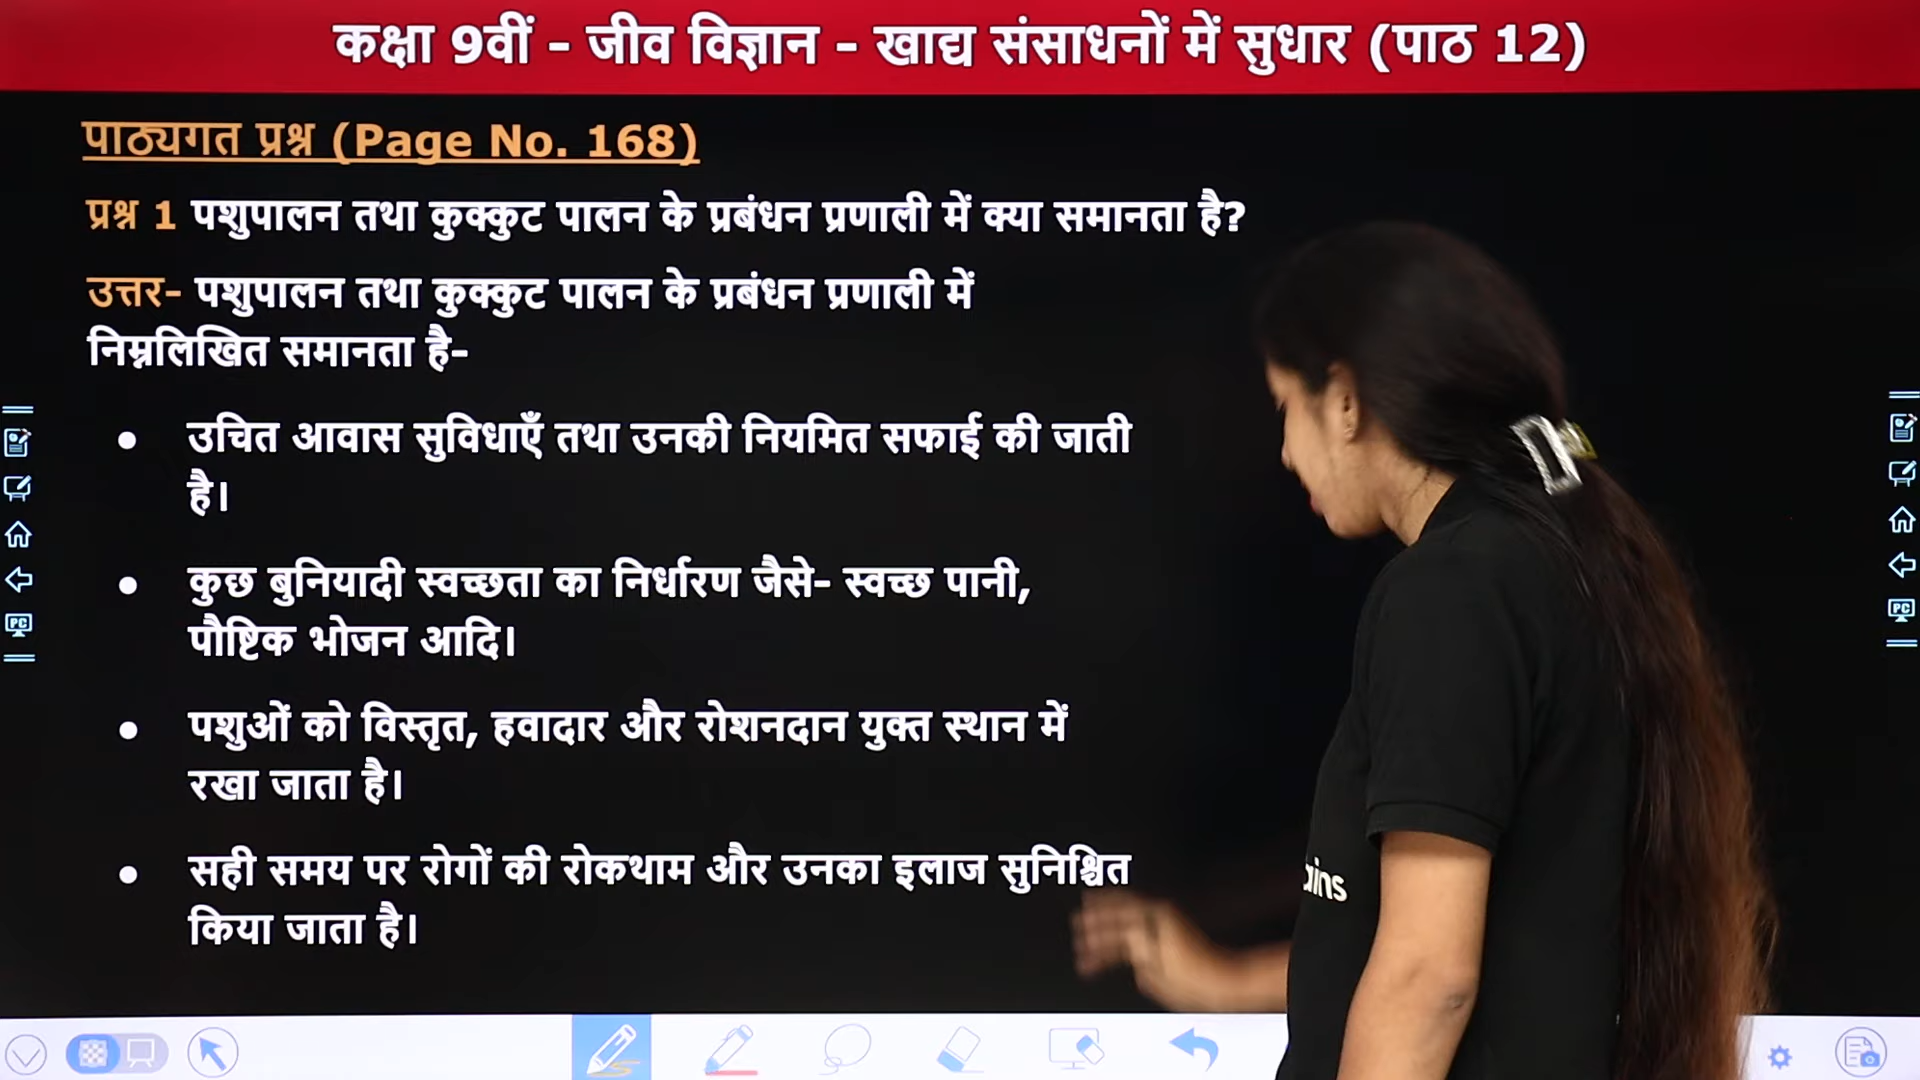 कक्षा 9वीं - जीव विज्ञान - खाद्य संसाधनों में सुधार (पाठ 12)
पाठ्यगत प्रश्न (Page No. 168)
प्रश्न 1 पशुपालन तथा कुक्कुट पालन के प्रबंधन प्रणाली में क्या समानता है?
उत्तर- पशुपालन तथा कुक्कुट पालन के प्रबंधन प्रणाली में
निम्नलिखित समानता है-
• उचित आवास सुविधाएँ तथा उनकी नियमित सफाई की जाती
है।
• कुछ बुनियादी स्वच्छता का निर्धारण जैसे- स्वच्छ पानी,
पौष्टिक भोजन आदि।
• पशुओं को विस्तृत, हवादार और रोशनदान युक्त स्थान में
रखा जाता है।
• सही समय पर रोगों की रोकथाम और उनका इलाज सुनिश्चित
किया जाता है।
PC
PC